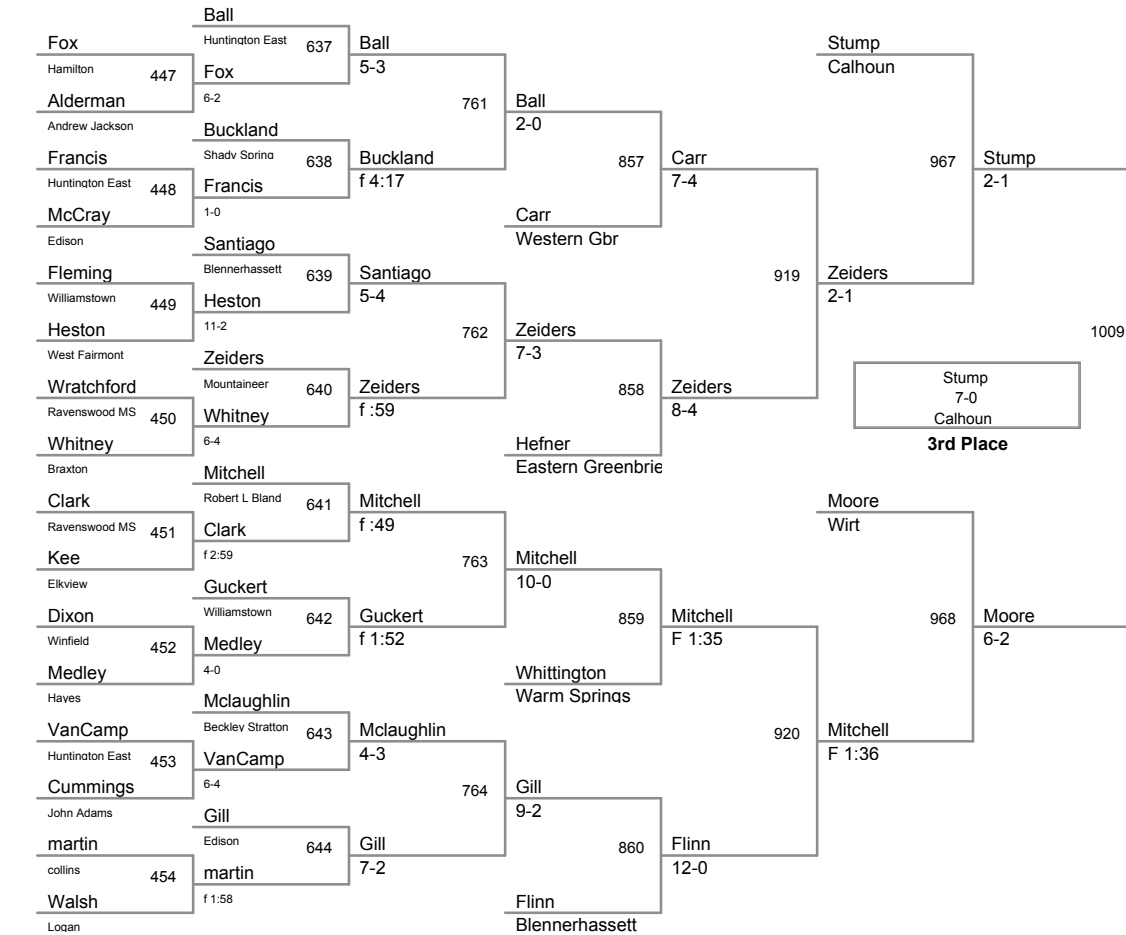 Ball
Huntington East
637
Fox
6-2
Buckland
Shady Spring
638
Francis
1-0
Santiago
Blennerhassett
639
Heston
11-2
Zeiders
Mountaineer
640
Whitney
6-4
Mitchell
Robert L Bland
641
Clark
f 2:59
Guckert
Williamstown
642
Medley
4-0
Mclaughlin
Beckley Stratton
643
VanCamp
6-4
Gill
Edison
644
martin
f 1:58
Fox
Hamilton
447
Alderman
Andrew Jackson
Francis
Huntington East
448
McCray
Edison
Fleming
Williamstown
449
Heston
West Fairmont
Wratchford
Ravenswood MS
450
Whitney
Braxton
Clark
Ravenswood MS
451
Kee
Elkview
Dixon
Winfield
452
Medley
Hayes
VanCamp
Huntington East
453
Cummings
John Adams
martin
collins
454
Walsh
Logan
Ball
5-3
761
Buckland
f 4:17
Santiago
5-4
762
Zeiders
f :59
Mitchell
f :49
763
Guckert
f 1:52
Mclaughlin
4-3
764
Gill
7-2
Ball
2-0
857
Carr
Western Gbr
Zeiders
7-3
858
Hefner
Eastern Greenbrie
Mitchell
10-0
859
Whittington
Warm Springs
Gill
9-2
860
Flinn
Blennerhassett
Carr
7-4
919
Zeiders
8-4
Mitchell
F 1:35
920
Flinn
12-0
Stump
Calhoun
967
Zeiders
2-1
Moore
Wirt
968
Mitchell
F 1:36
Stump
2-1
1009
Moore
6-2
Stump
7-0
Calhoun
3rd Place